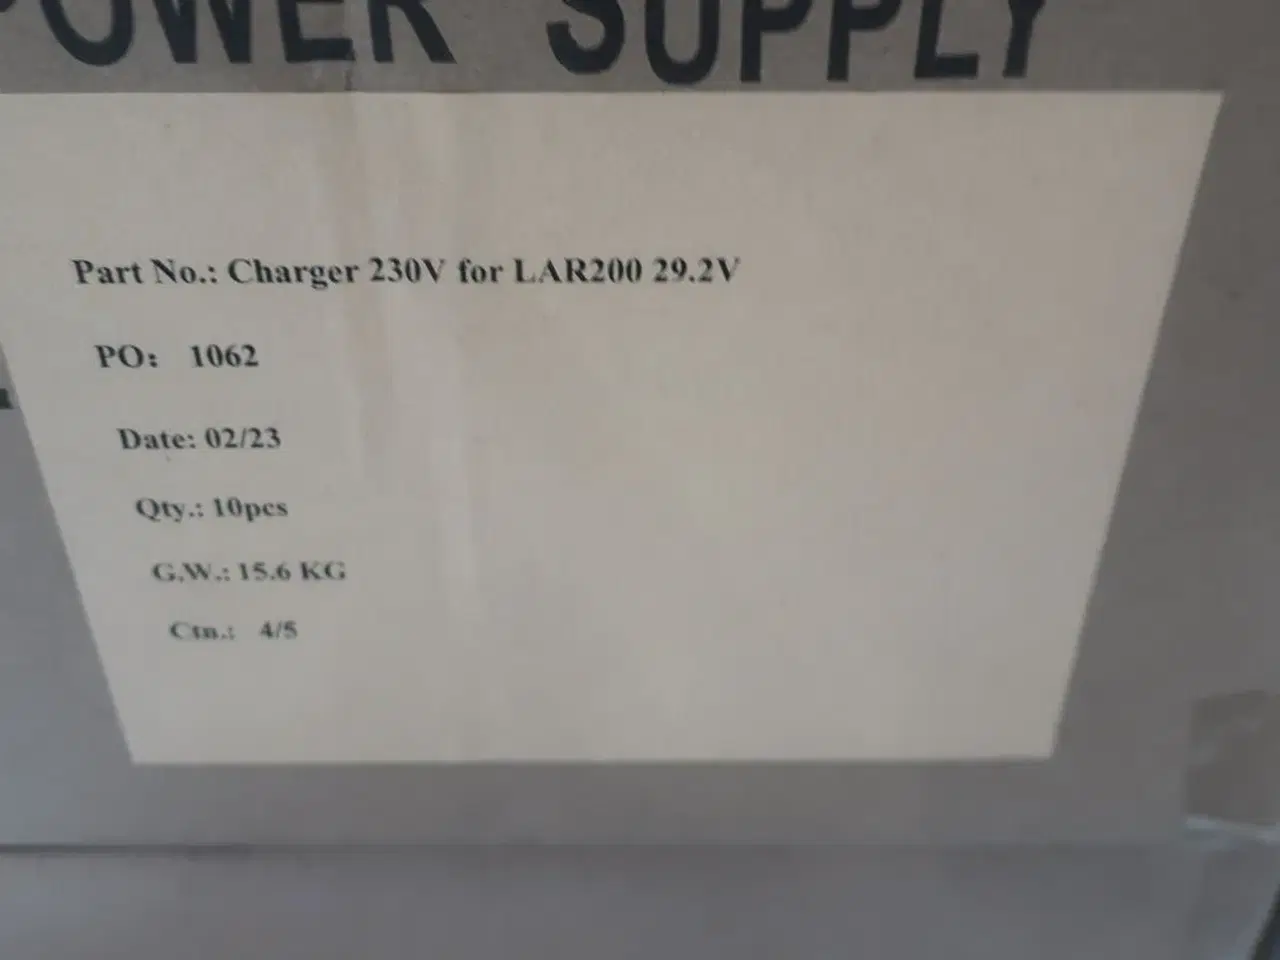 POWER SUPPLY
Part No.: Charger 230V for LAR200 29.2V
PO: 1062
Date: 02/23
Qty.: 10pcs
G.W.: 15.6 KG
Ctn.: 4/5